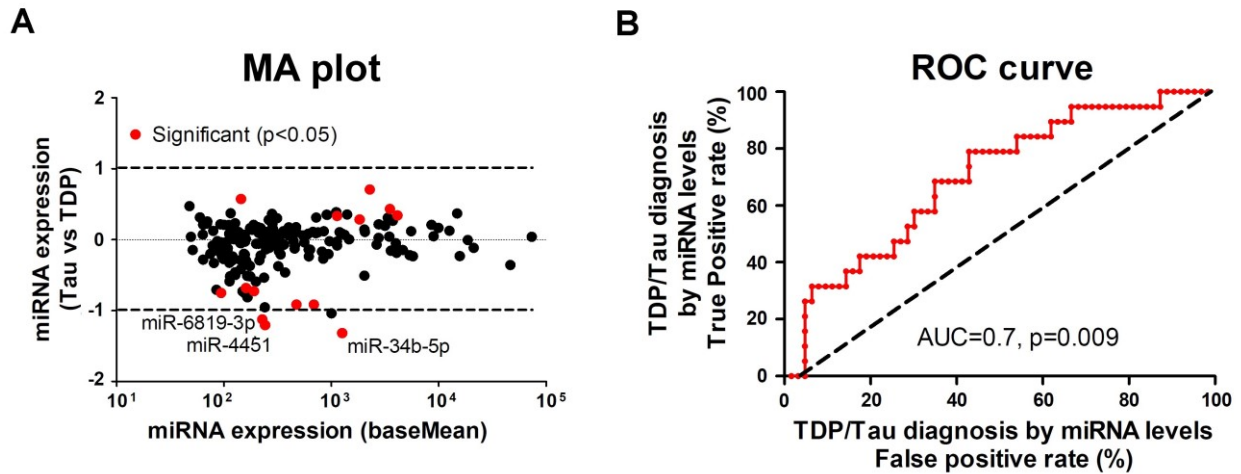 A
MA plot
2
1
0
-1
-2
miRNA expression
(Tau vs TDP)
Significant (p<0.05)
miR-6819-3p
miR-4451
miR-34b-5p
10^1
10^2
10^3
10^4
10^5
miRNA expression (baseMean)
B
ROC curve
100
80
60
40
20
0
TDP/Tau diagnosis
by miRNA levels
True Positive rate (%)
AUC=0.7, p=0.009
0
20
40
60
80
100
TDP/Tau diagnosis by miRNA levels
False positive rate (%)